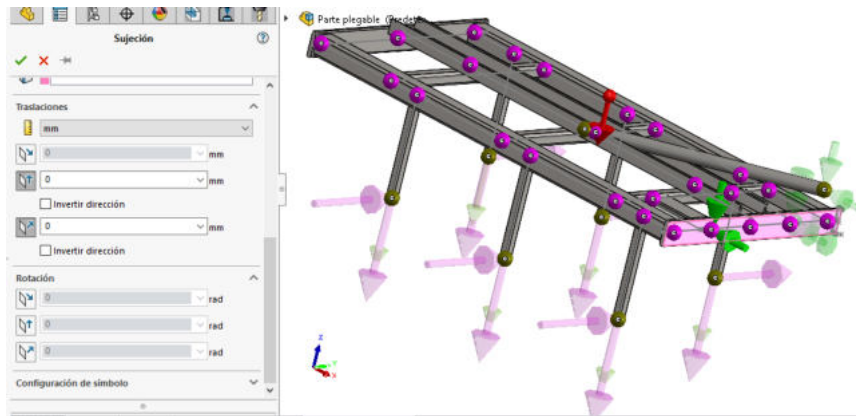 Parte plegable (Predet
Sujeción
Traslaciones
mm
0 mm
0 mm
Invertir dirección
0 mm
Invertir dirección
Rotación
0 rad
0 rad
0 rad
Configuración de símbolo
Z
Y
X